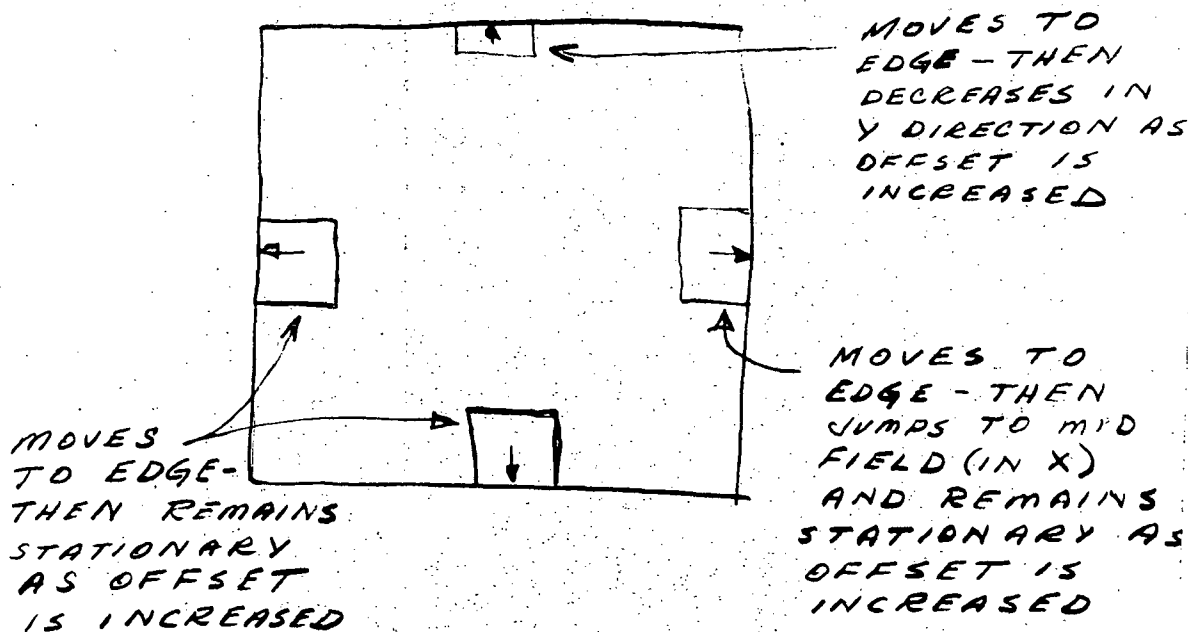 MOVES TO
EDGE - THEN
DECREASES IN
Y DIRECTION AS
OFFSET IS
INCREASED
MOVES TO
EDGE - THEN
JUMPS TO MID
FIELD (IN X)
AND REMAINS
STATIONARY AS
OFFSET IS
INCREASED
MOVES
TO EDGE-
THEN REMAINS
STATIONARY
AS OFFSET
IS INCREASED